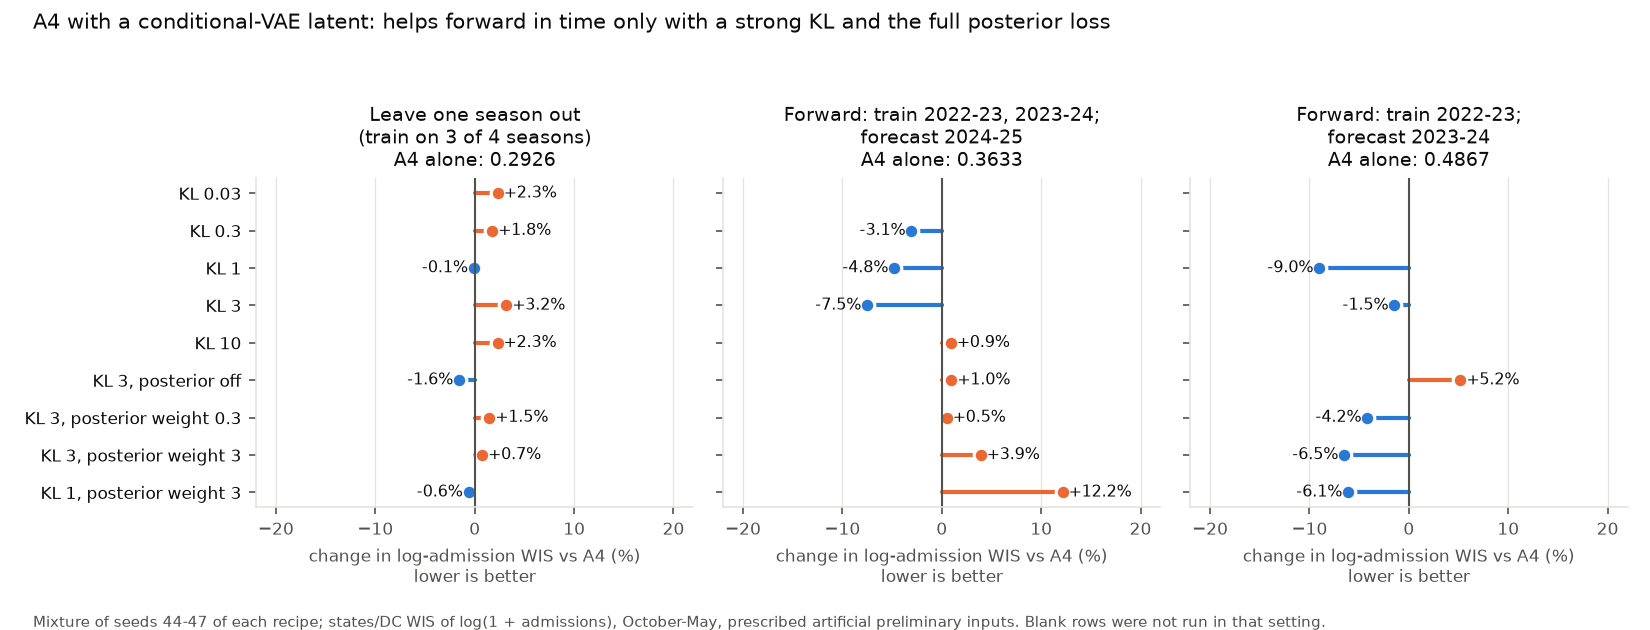 A4 with a conditional-VAE latent: helps forward in time only with a strong KL and the full posterior loss
Leave one season out
(train on 3 of 4 seasons)
A4 alone: 0.2926
Forward: train 2022-23, 2023-24;
forecast 2024-25
A4 alone: 0.3633
Forward: train 2022-23;
forecast 2023-24
A4 alone: 0.4867
KL 0.03
+2.3%
KL 0.3
+1.8%
-3.1%
KL 1
-0.1%
-4.8%
-9.0%
KL 3
+3.2%
-7.5%
-1.5%
KL 10
+2.3%
+0.9%
KL 3, posterior off
-1.6%
+1.0%
+5.2%
KL 3, posterior weight 0.3
+1.5%
+0.5%
-4.2%
KL 3, posterior weight 3
+0.7%
+3.9%
-6.5%
KL 1, posterior weight 3
-0.6%
+12.2%
-6.1%
−20 −10 0 10 20
−20 −10 0 10 20
−20 −10 0 10 20
change in log-admission WIS vs A4 (%)
lower is better
change in log-admission WIS vs A4 (%)
lower is better
change in log-admission WIS vs A4 (%)
lower is better
Mixture of seeds 44-47 of each recipe; states/DC WIS of log(1 + admissions), October-May, prescribed artificial preliminary inputs. Blank rows were not run in that setting.